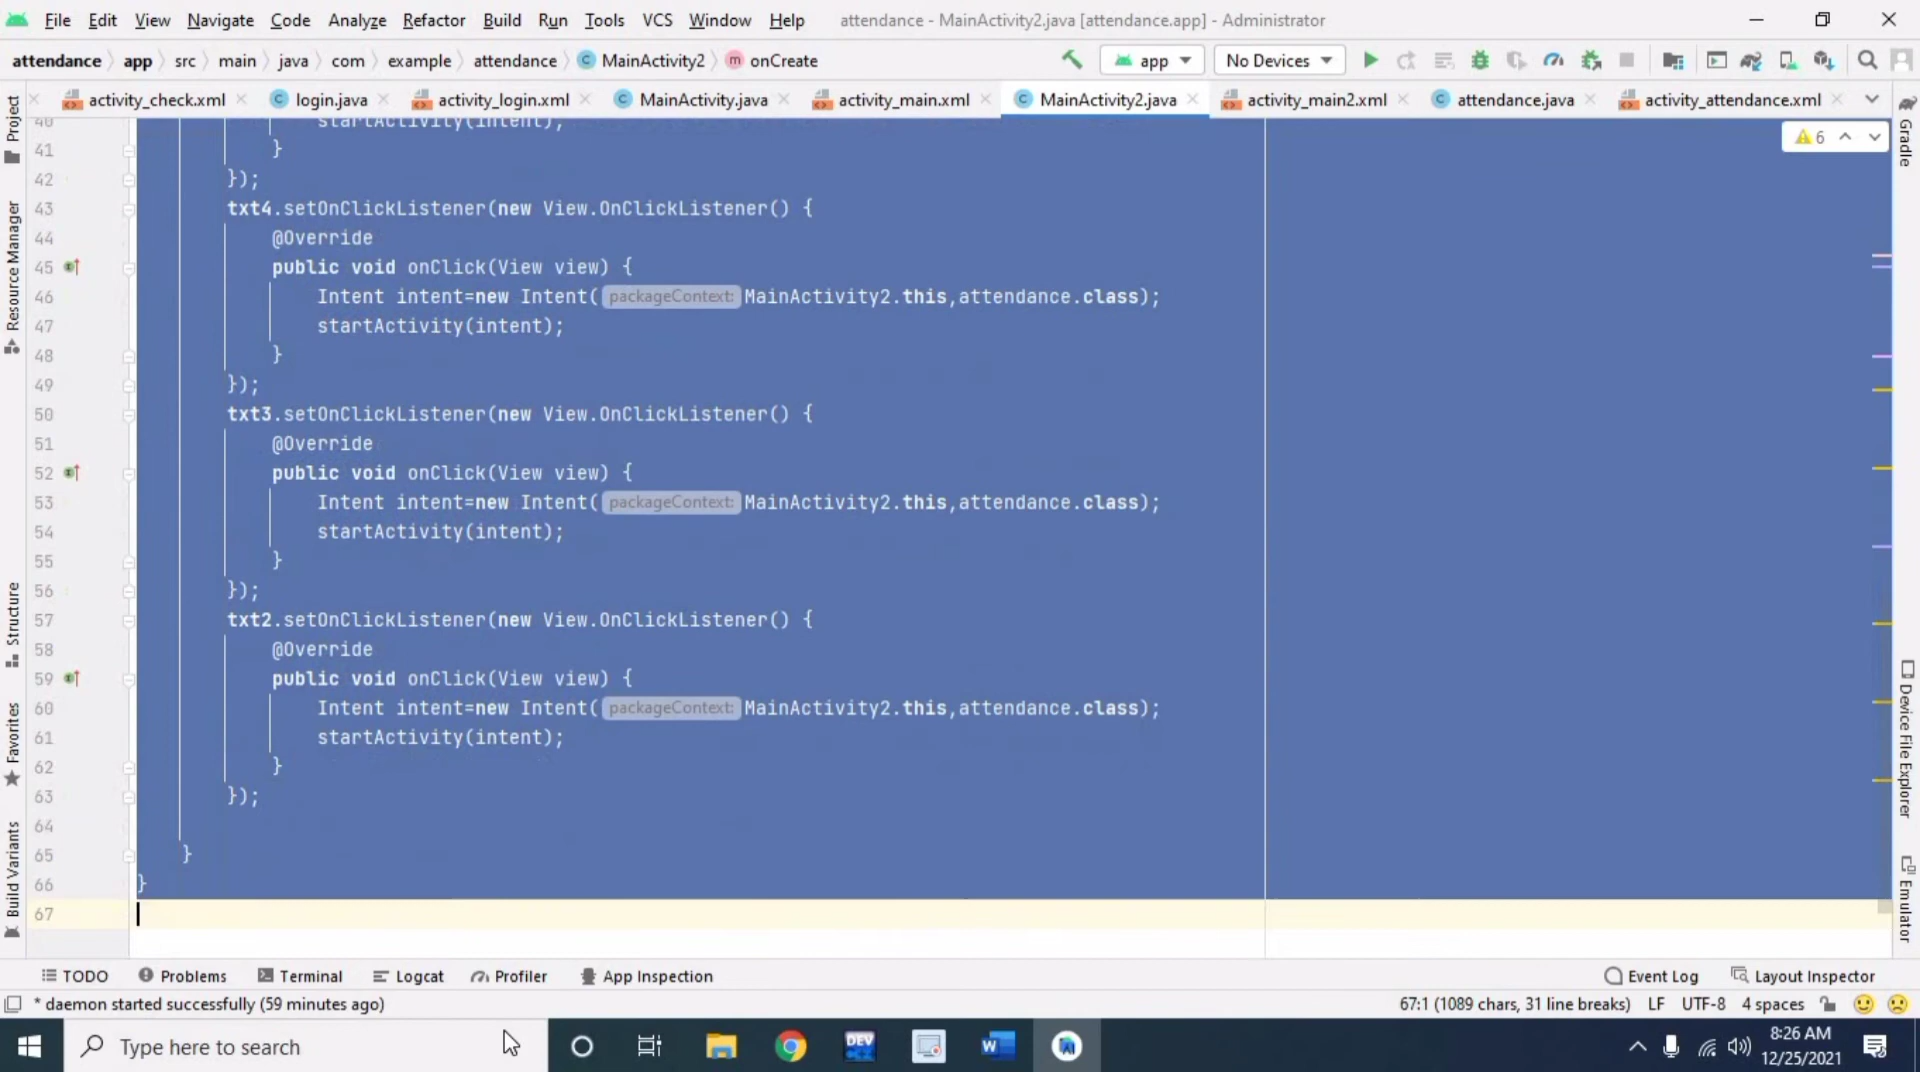 File Edit View Navigate Code Analyze Refactor Build Run Tools VCS Window Help attendance - MainActivity2.java [attendance.app] - Administrator
attendance app src main java com example attendance MainActivity2 onCreate app No Devices
activity_check.xml login.java activity_login.xml MainActivity.java activity_main.xml MainActivity2.java activity_main2.xml attendance.java activity_attendance.xml
6
40 startActivity(intent);
41 }
42 });
43 txt4.setOnClickListener(new View.OnClickListener() {
44 @Override
45 public void onClick(View view) {
46 Intent intent=new Intent( packageContext: MainActivity2.this,attendance.class);
47 startActivity(intent);
48 }
49 });
50 txt3.setOnClickListener(new View.OnClickListener() {
51 @Override
52 public void onClick(View view) {
53 Intent intent=new Intent( packageContext: MainActivity2.this,attendance.class);
54 startActivity(intent);
55 }
56 });
57 txt2.setOnClickListener(new View.OnClickListener() {
58 @Override
59 public void onClick(View view) {
60 Intent intent=new Intent( packageContext: MainActivity2.this,attendance.class);
61 startActivity(intent);
62 }
63 });
64
65 }
66 }
67
Project
Resource Manager
Structure
Favorites
Build Variants
Gradle
Device File Explorer
Emulator
TODO Problems Terminal Logcat Profiler App Inspection Event Log Layout Inspector
* daemon started successfully (59 minutes ago) 67:1 (1089 chars, 31 line breaks) LF UTF-8 4 spaces
Type here to search DEV C++ W 8:26 AM
12/25/2021